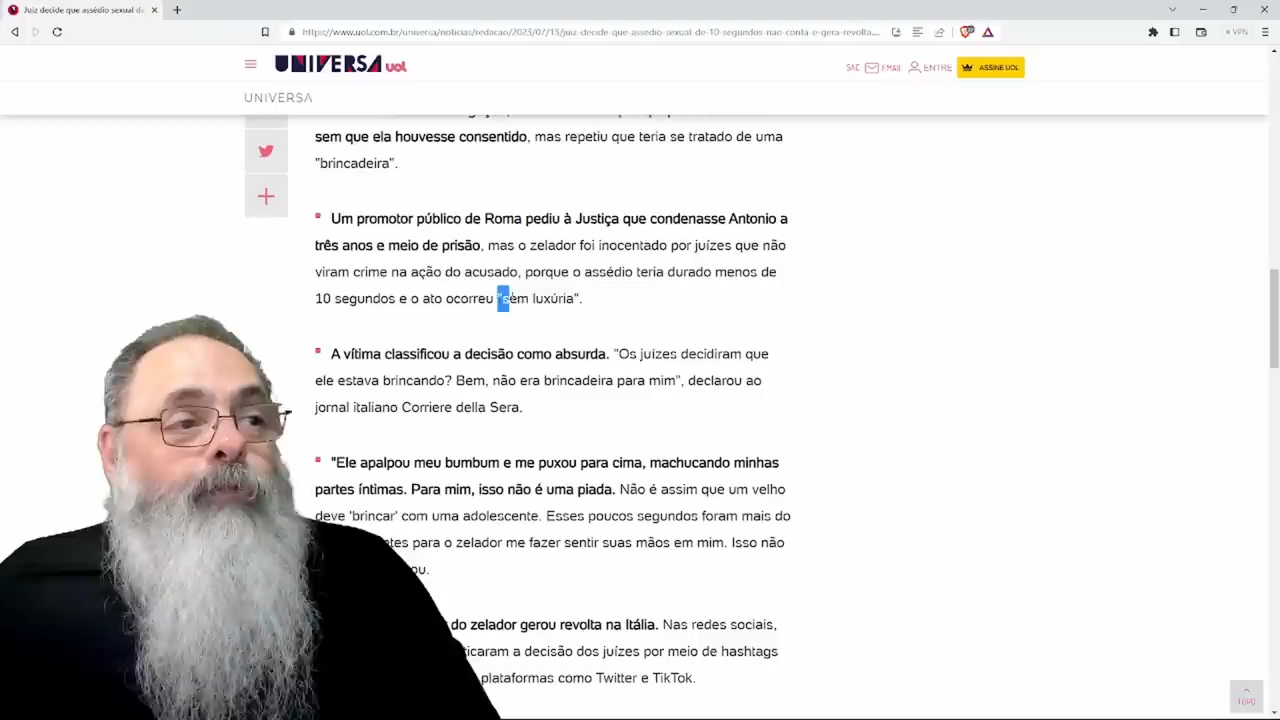 Juiz decide que assédio sexual de
https://www.uol.com.br/universa/noticias/redacao/2023/07/13/juiz-decide-que-assedio-sexual-de-10-segundos-nao-conta-e-gera-revolta....
VPN
UNIVERSA uol
SAC EMAIL ENTRE ASSINE UOL
UNIVERSA
sem que ela houvesse consentido, mas repetiu que teria se tratado de uma
"brincadeira".
Um promotor público de Roma pediu à Justiça que condenasse Antonio a
três anos e meio de prisão, mas o zelador foi inocentado por juízes que não
viram crime na ação do acusado, porque o assédio teria durado menos de
10 segundos e o ato ocorreu "sem luxúria".
A vítima classificou a decisão como absurda. "Os juízes decidiram que
ele estava brincando? Bem, não era brincadeira para mim", declarou ao
jornal italiano Corriere della Sera.
"Ele apalpou meu bumbum e me puxou para cima, machucando minhas
partes íntimas. Para mim, isso não é uma piada. Não é assim que um velho
deve 'brincar' com uma adolescente. Esses poucos segundos foram mais do
para o zelador me fazer sentir suas mãos em mim. Isso não
do zelador gerou revolta na Itália. Nas redes sociais,
a decisão dos juízes por meio de hashtags
plataformas como Twitter e TikTok.
TOPO